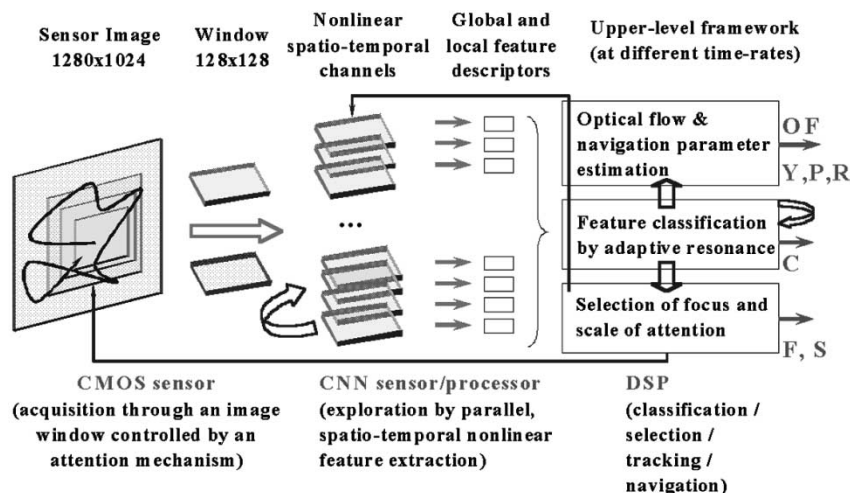 Sensor Image
1280x1024
Window
128x128
Nonlinear
spatio-temporal
channels
Global and
local feature
descriptors
Upper-level framework
(at different time-rates)
Optical flow &
navigation parameter
estimation
OF
Y,P,R
...
Feature classification
by adaptive resonance
C
Selection of focus and
scale of attention
F, S
CMOS sensor
(acquisition through an image
window controlled by an
attention mechanism)
CNN sensor/processor
(exploration by parallel,
spatio-temporal nonlinear
feature extraction)
DSP
(classification /
selection /
tracking /
navigation)